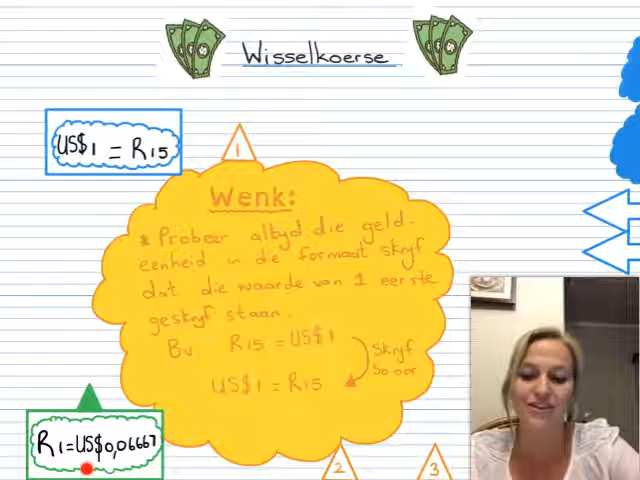 Wisselkoerse
US$1 = R15
1
Wenk:
* Probeer altyd die geld-
eenheid in die formaat skryf
dat die waarde van 1 eerste
geskryf staan.
Bv R15 = US$1
Skryf
so oor
US$1 = R15
R1=US$0,06667
2
3